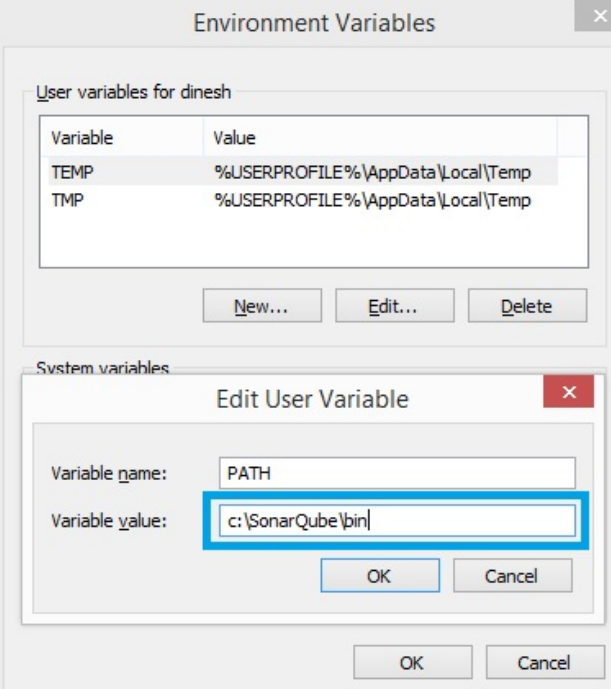 Environment Variables
User variables for dinesh
Variable Value
TEMP %USERPROFILE%\AppData\Local\Temp
TMP %USERPROFILE%\AppData\Local\Temp
New... Edit... Delete
System variables
Edit User Variable
Variable name: PATH
Variable value: c:\SonarQube\bin
OK Cancel
OK Cancel